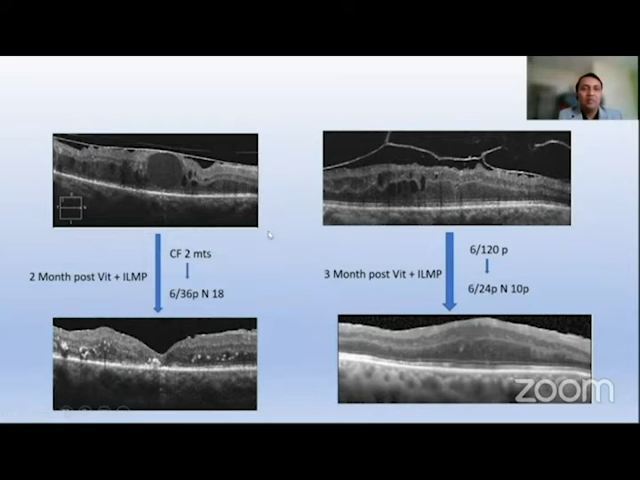 CF 2 mts
2 Month post Vit + ILMP
6/36p N 18
6/120 p
3 Month post Vit + ILMP
6/24p N 10p
zoom